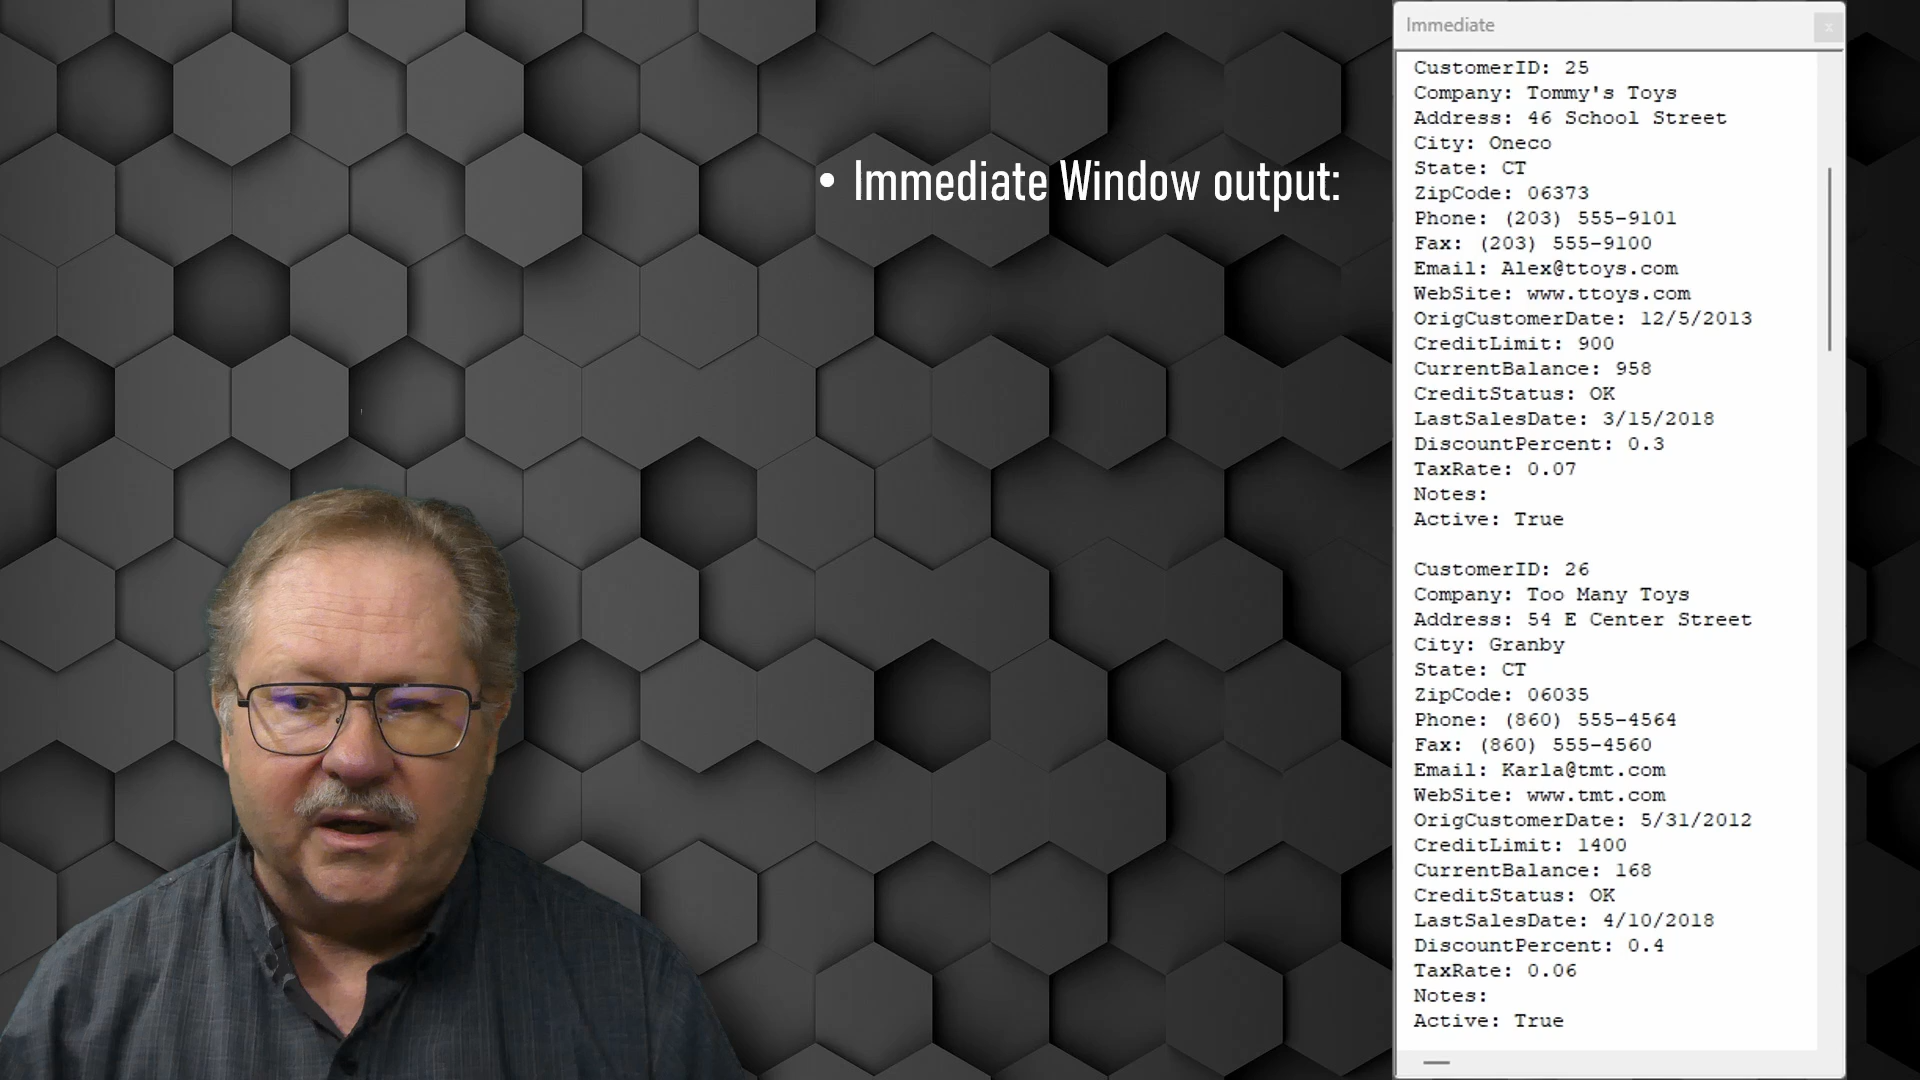 • Immediate Window output:
Immediate
x
CustomerID: 25
Company: Tommy's Toys
Address: 46 School Street
City: Oneco
State: CT
ZipCode: 06373
Phone: (203) 555-9101
Fax: (203) 555-9100
Email: Alex@ttoys.com
WebSite: www.ttoys.com
OrigCustomerDate: 12/5/2013
CreditLimit: 900
CurrentBalance: 958
CreditStatus: OK
LastSalesDate: 3/15/2018
DiscountPercent: 0.3
TaxRate: 0.07
Notes:
Active: True
CustomerID: 26
Company: Too Many Toys
Address: 54 E Center Street
City: Granby
State: CT
ZipCode: 06035
Phone: (860) 555-4564
Fax: (860) 555-4560
Email: Karla@tmt.com
WebSite: www.tmt.com
OrigCustomerDate: 5/31/2012
CreditLimit: 1400
CurrentBalance: 168
CreditStatus: OK
LastSalesDate: 4/10/2018
DiscountPercent: 0.4
TaxRate: 0.06
Notes:
Active: True